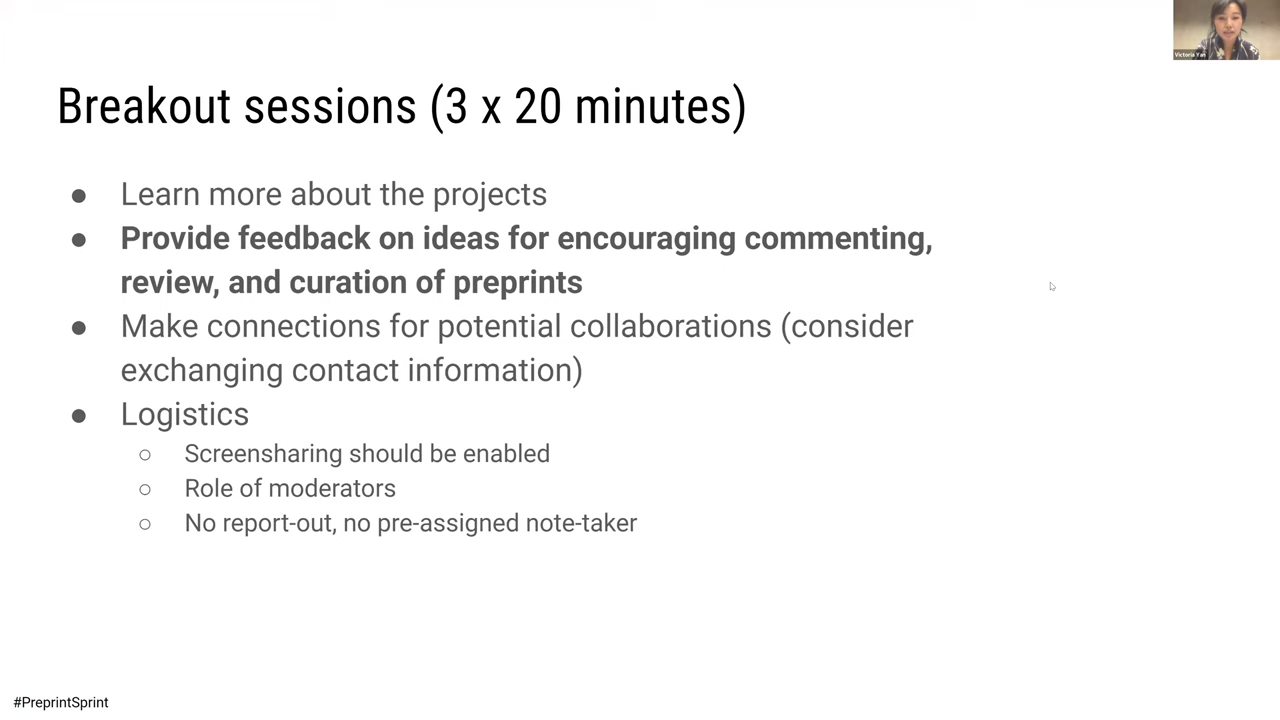 Victoria Yan
Breakout sessions (3 x 20 minutes)
● Learn more about the projects
● Provide feedback on ideas for encouraging commenting,
review, and curation of preprints
● Make connections for potential collaborations (consider
exchanging contact information)
● Logistics
○ Screensharing should be enabled
○ Role of moderators
○ No report-out, no pre-assigned note-taker
#PreprintSprint